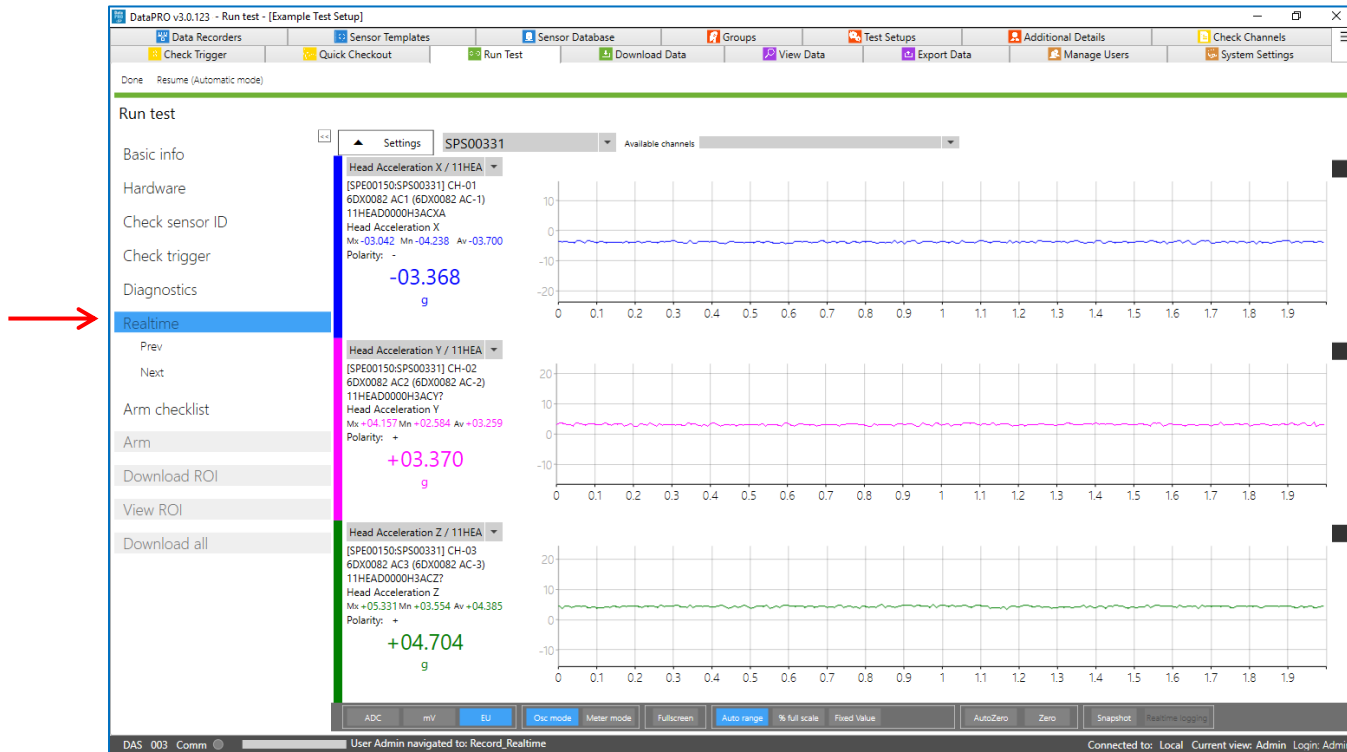 DataPRO v3.0.123 - Run test - [Example Test Setup]
Data Recorders Sensor Templates Sensor Database Groups Test Setups Additional Details Check Channels
Check Trigger Quick Checkout Run Test Download Data View Data Export Data Manage Users System Settings
Done Resume (Automatic mode)
Run test
<<
Settings SPS00331 Available channels
Basic info
Hardware
Check sensor ID
Check trigger
Diagnostics
Realtime
Prev
Next
Arm checklist
Arm
Download ROI
View ROI
Download all
Head Acceleration X / 11HEA
[SPE00150:SPS00331] CH-01
6DX0082 AC1 (6DX0082 AC-1)
11HEAD0000H3ACXA
Head Acceleration X
Mx -03.042 Mn -04.238 Av -03.700
Polarity: -
-03.368
g
10
0
-10
-20
0 0.1 0.2 0.3 0.4 0.5 0.6 0.7 0.8 0.9 1 1.1 1.2 1.3 1.4 1.5 1.6 1.7 1.8 1.9
Head Acceleration Y / 11HEA
[SPE00150:SPS00331] CH-02
6DX0082 AC2 (6DX0082 AC-2)
11HEAD0000H3ACY?
Head Acceleration Y
Mx +04.157 Mn +02.584 Av +03.259
Polarity: +
+03.370
g
20
10
0
-10
0 0.1 0.2 0.3 0.4 0.5 0.6 0.7 0.8 0.9 1 1.1 1.2 1.3 1.4 1.5 1.6 1.7 1.8 1.9
Head Acceleration Z / 11HEA
[SPE00150:SPS00331] CH-03
6DX0082 AC3 (6DX0082 AC-3)
11HEAD0000H3ACZ?
Head Acceleration Z
Mx +05.331 Mn +03.554 Av +04.385
Polarity: +
+04.704
g
20
10
0
-10
0 0.1 0.2 0.3 0.4 0.5 0.6 0.7 0.8 0.9 1 1.1 1.2 1.3 1.4 1.5 1.6 1.7 1.8 1.9
ADC mV EU Osc mode Meter mode Fullscreen Auto range % full scale Fixed Value AutoZero Zero Snapshot Realtime logging
DAS 003 Comm User Admin navigated to: Record_Realtime Connected to: Local Current view: Admin Login: Admi